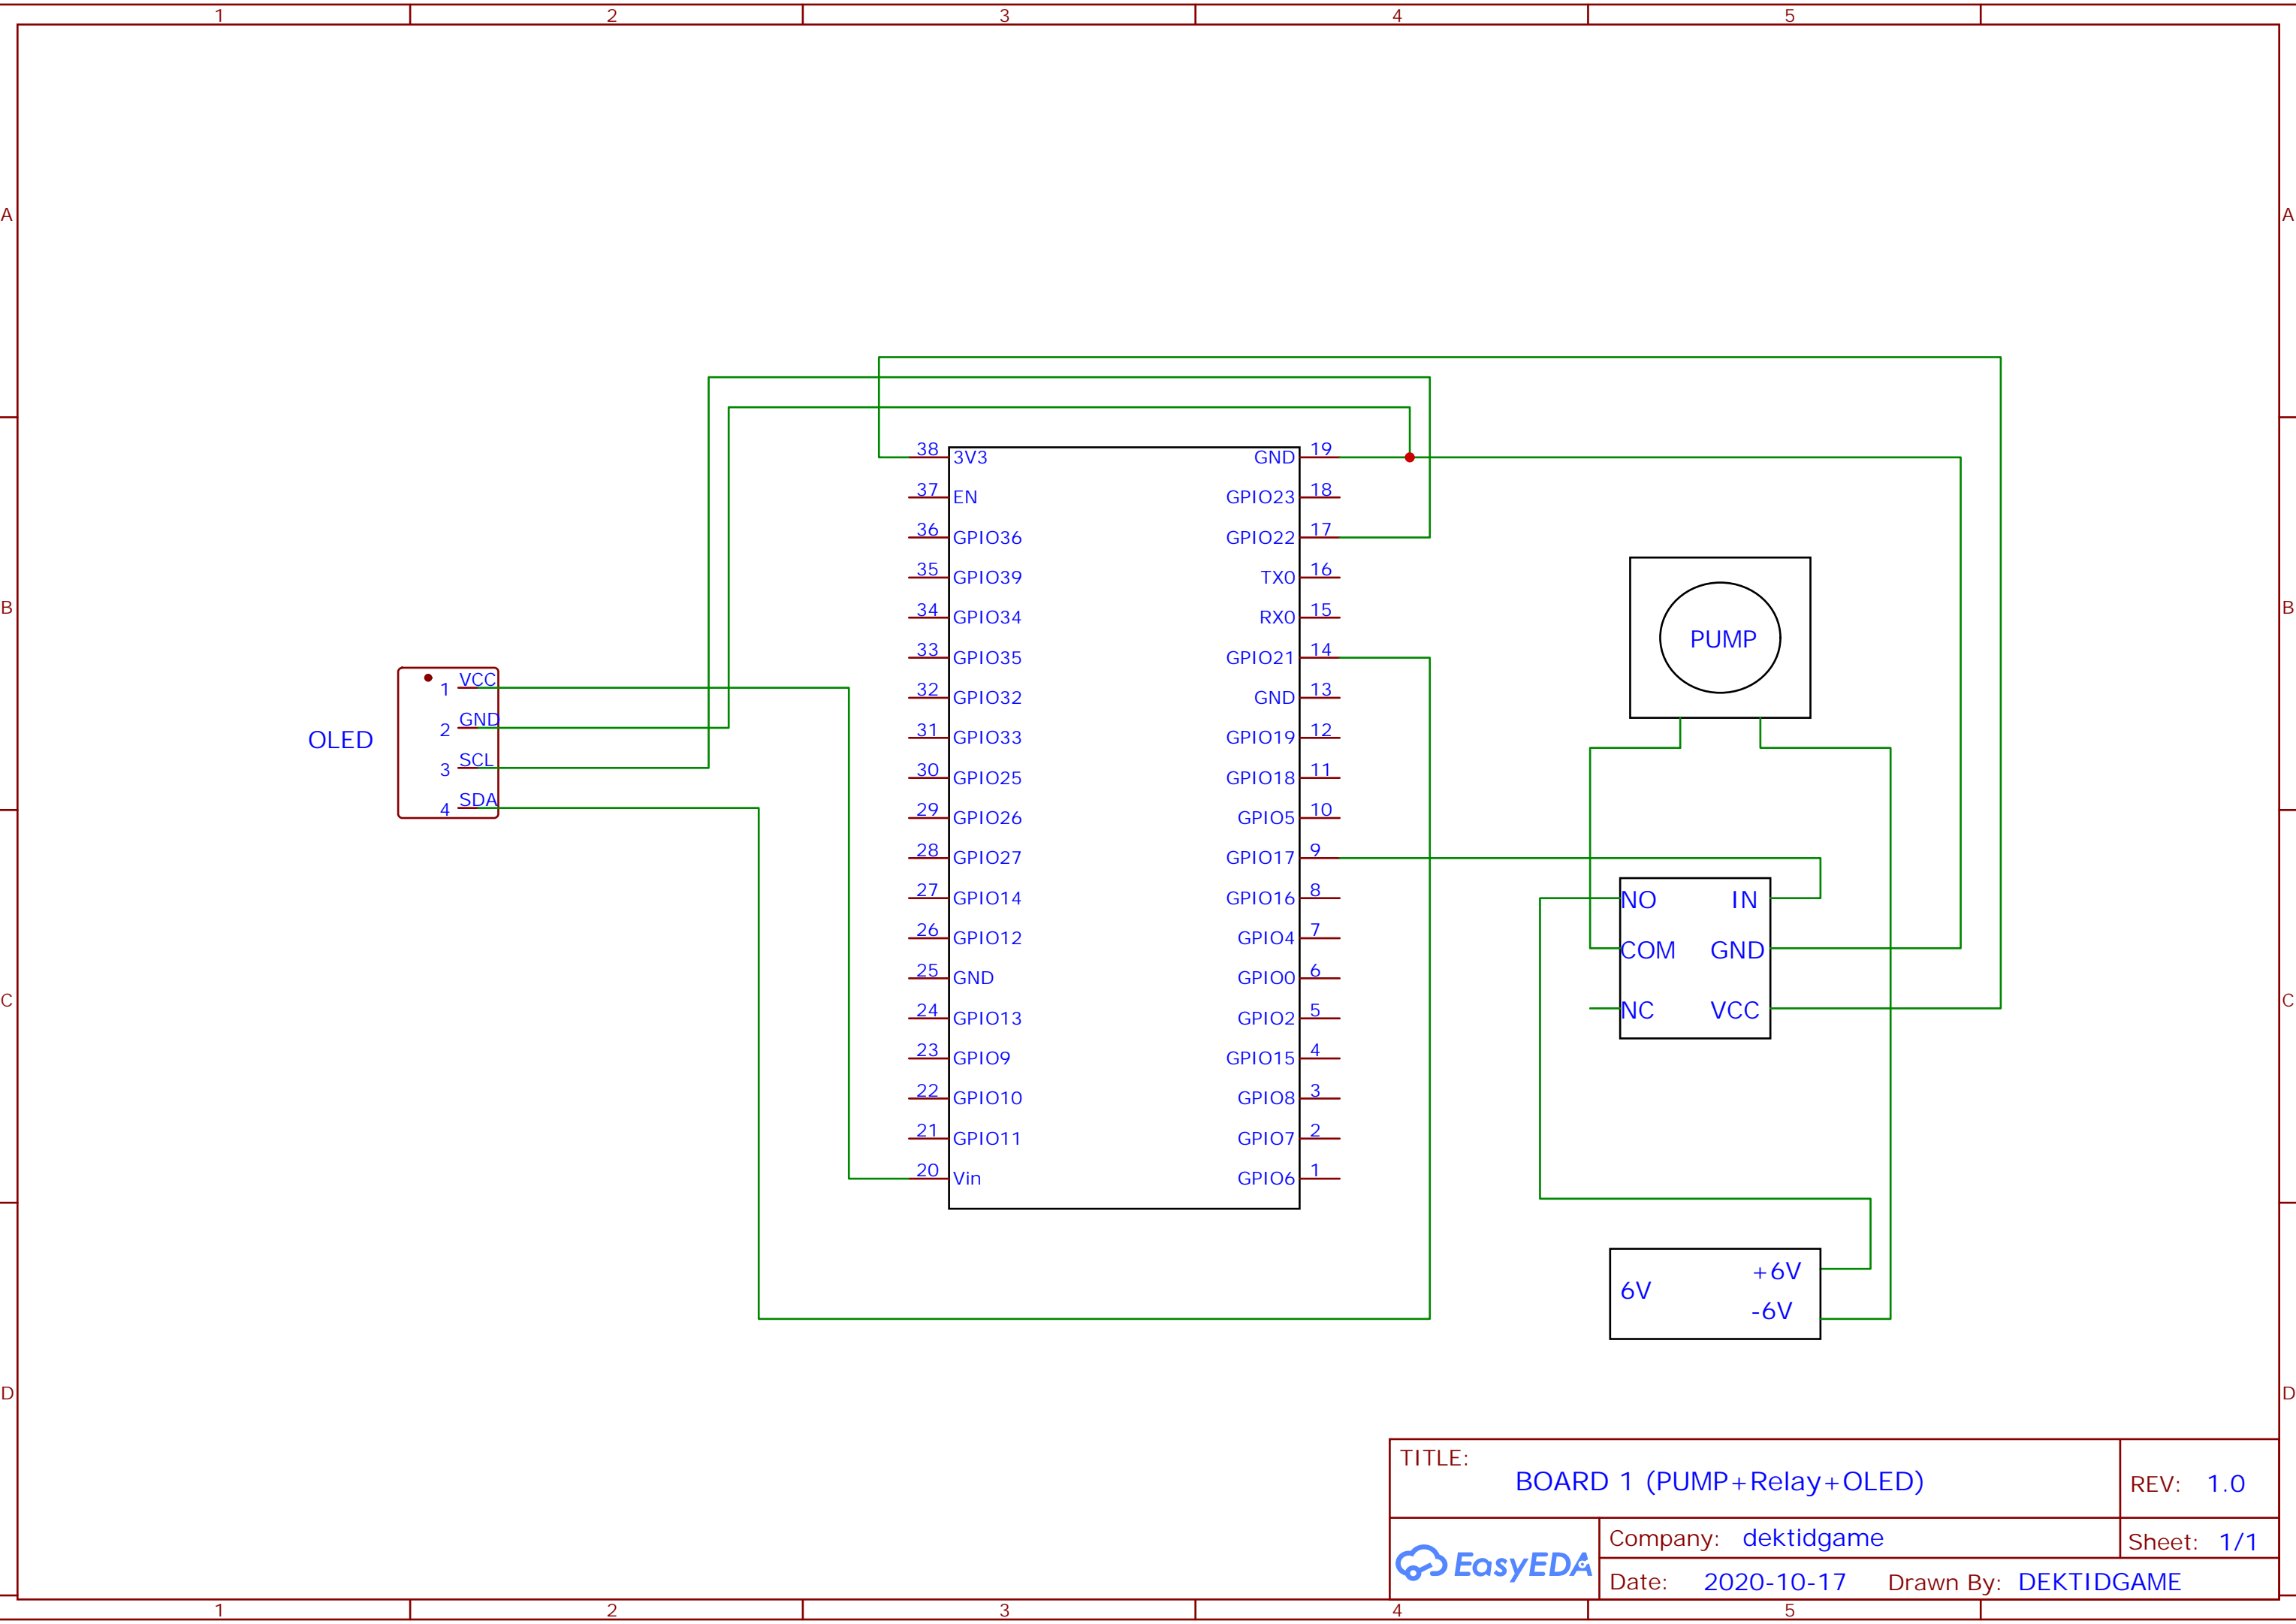 1 2 3 4 5
A A
B B
C C
D D
OLED
1 VCC
2 GND
3 SCL
4 SDA
38 3V3 GND 19
37 EN GPIO23 18
36 GPIO36 GPIO22 17
35 GPIO39 TX0 16
34 GPIO34 RX0 15
33 GPIO35 GPIO21 14
32 GPIO32 GND 13
31 GPIO33 GPIO19 12
30 GPIO25 GPIO18 11
29 GPIO26 GPIO5 10
28 GPIO27 GPIO17 9
27 GPIO14 GPIO16 8
26 GPIO12 GPIO4 7
25 GND GPIO0 6
24 GPIO13 GPIO2 5
23 GPIO9 GPIO15 4
22 GPIO10 GPIO8 3
21 GPIO11 GPIO7 2
20 Vin GPIO6 1
PUMP
NO IN
COM GND
NC VCC
6V
+6V
-6V
TITLE:
BOARD 1 (PUMP+Relay+OLED)
REV: 1.0
EasyEDA
Company: dektidgame
Sheet: 1/1
Date: 2020-10-17 Drawn By: DEKTIDGAME
1 2 3 4 5